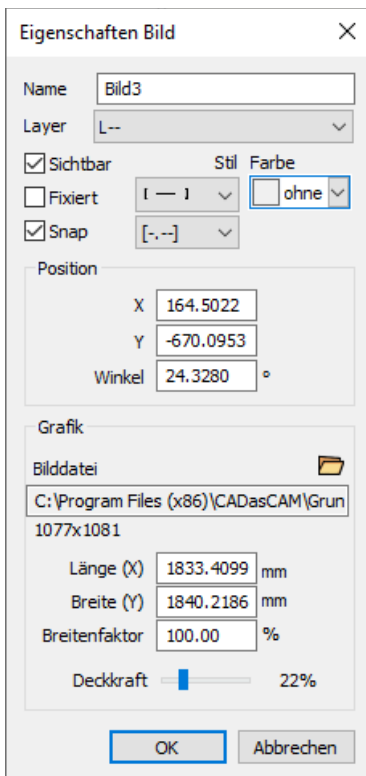 Eigenschaften Bild
Name Bild3
Layer L--
Sichtbar Stil Farbe
Fixiert [ — ] ohne
Snap [-.--]
Position
X 164.5022
Y -670.0953
Winkel 24.3280 °
Grafik
Bilddatei
C:\Program Files (x86)\CADasCAM\Grun
1077x1081
Länge (X) 1833.4099 mm
Breite (Y) 1840.2186 mm
Breitenfaktor 100.00 %
Deckkraft 22%
OK Abbrechen